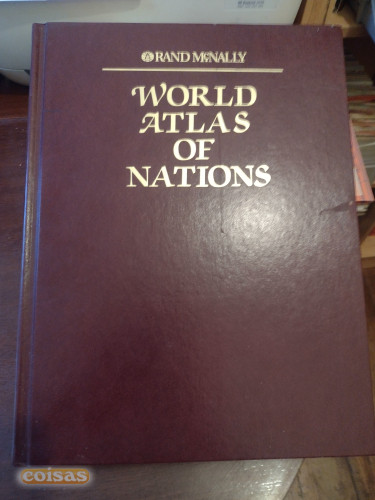 RAND MCNALLY
WORLD
ATLAS
OF
NATIONS
coisas